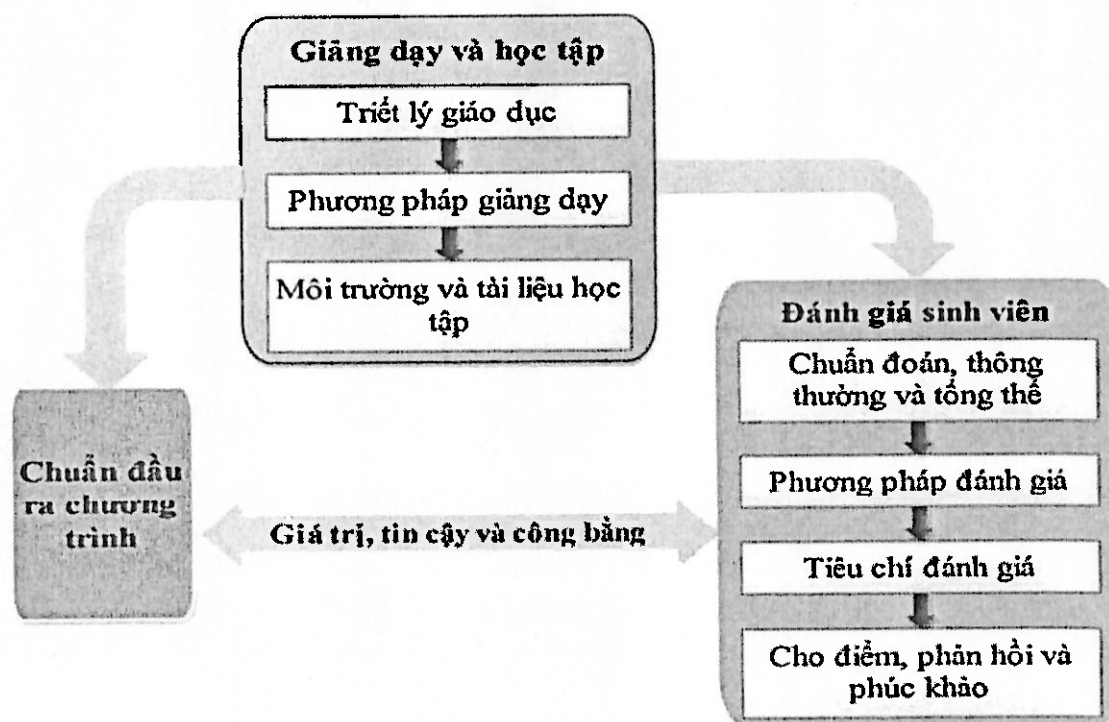 Giảng dạy và học tập
Triết lý giáo dục
Phương pháp giảng dạy
Môi trường và tài liệu học
tập
Đánh giá sinh viên
Chuẩn đoán, thông
thường và tổng thể
Phương pháp đánh giá
Tiêu chí đánh giá
Cho điểm, phản hồi và
phúc khảo
Chuẩn đầu
ra chương
trình
Giá trị, tin cậy và công bằng